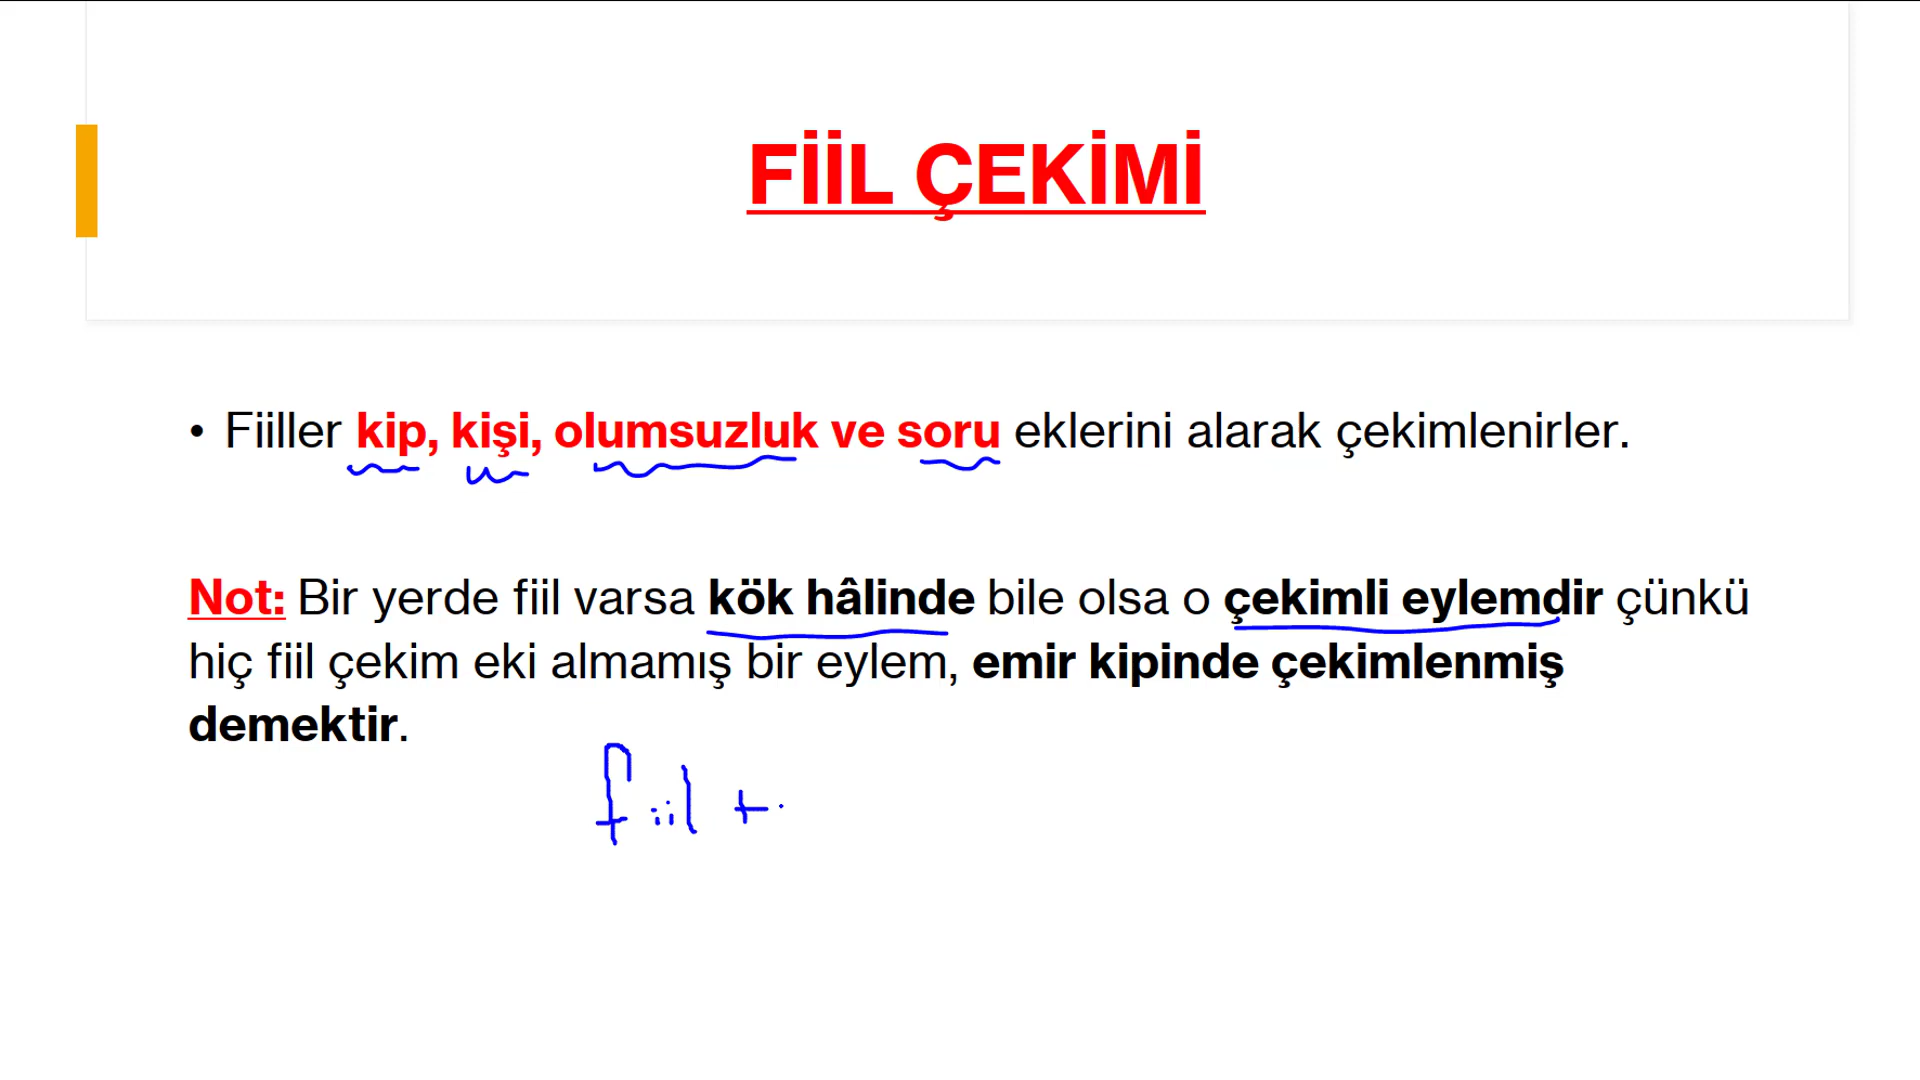 FİİL ÇEKİMİ
• Fiiller kip, kişi, olumsuzluk ve soru eklerini alarak çekimlenirler.
Not: Bir yerde fiil varsa kök hâlinde bile olsa o çekimli eylemdir çünkü
hiç fiil çekim eki almamış bir eylem, emir kipinde çekimlenmiş
demektir.
fiil +